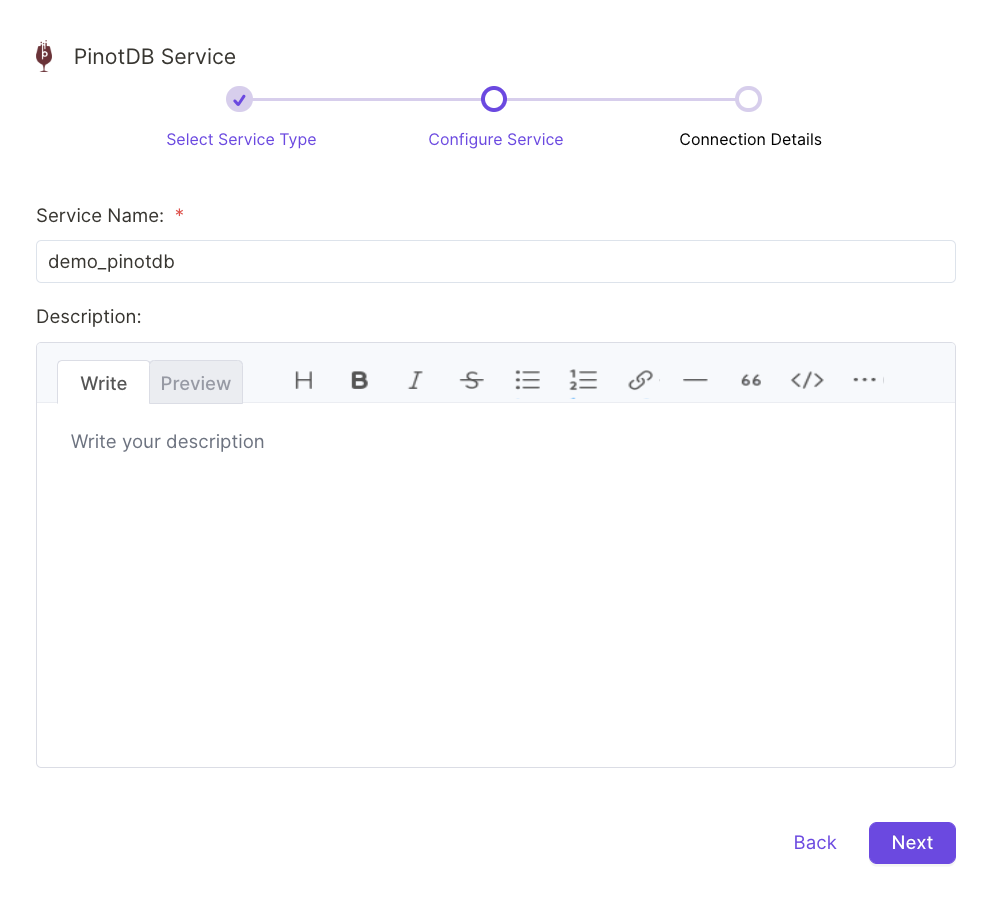 PinotDB Service
Select Service Type
Configure Service
Connection Details
Service Name: *
demo_pinotdb
Description:
Write
Preview
Write your description
Back
Next